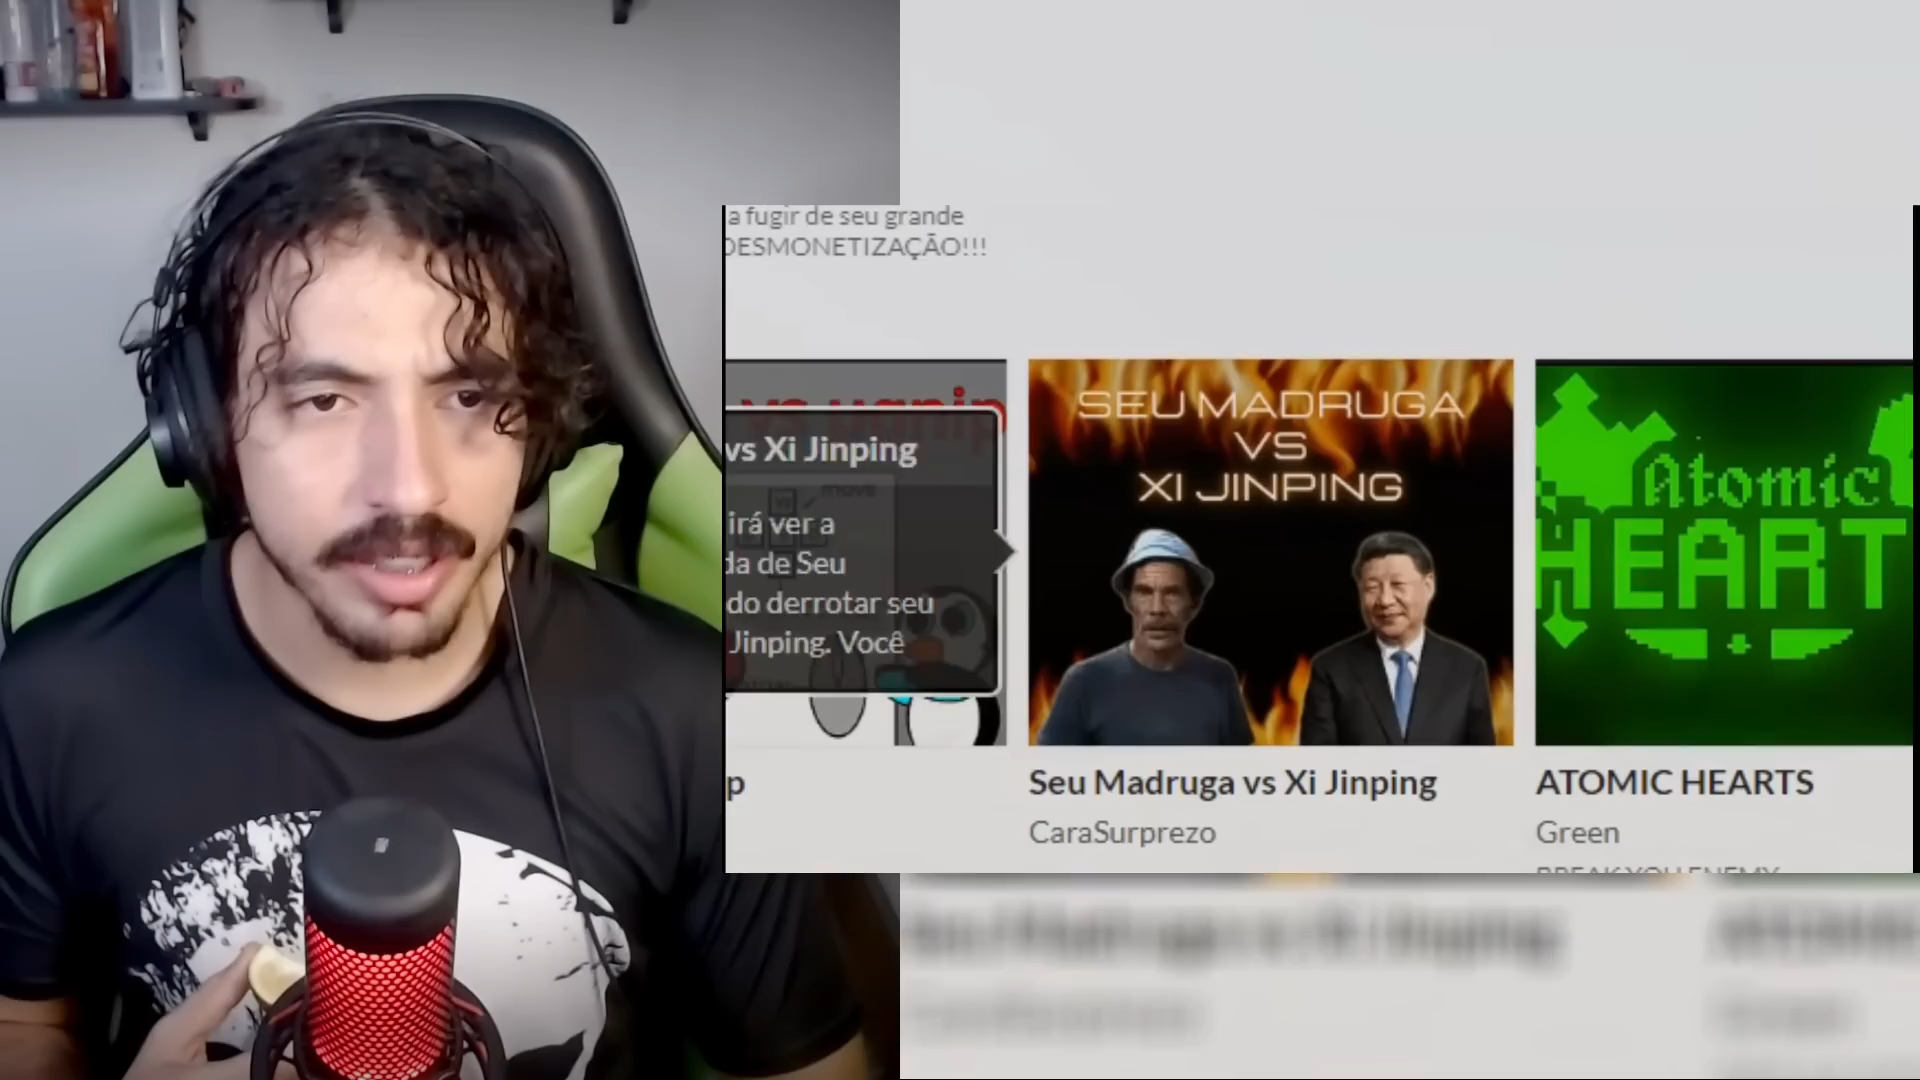 a fugir de seu grande
DESMONETIZAÇÃO!!!
vs Xi Jinping
irá ver a
de Seu
do derrotar seu
Jinping. Você
move
SEU MADRUGA
VS
XI JINPING
Atomic
HEART
Seu Madruga vs Xi Jinping
CaraSurprezo
ATOMIC HEARTS
Green